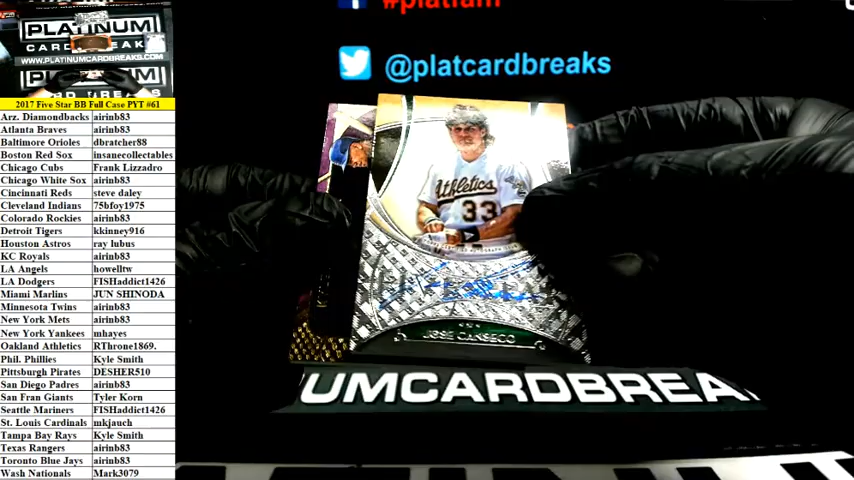 #platfam
@platcardbreaks
PLATINUM
WWW.PLATINUMCARDBREAKS.COM
2017 Five Star BB Full Case PYT #61
Arz. Diamondbacks airinb83
Atlanta Braves airinb83
Baltimore Orioles dbratcher88
Boston Red Sox insanecollectables
Chicago Cubs Frank Lizzadro
Chicago White Sox airinb83
Cincinnati Reds steve daley
Cleveland Indians 75bfoy1975
Colorado Rockies airinb83
Detroit Tigers kkinney916
Houston Astros ray lubus
KC Royals airinb83
LA Angels howelltw
LA Dodgers FISHaddict1426
Miami Marlins JUN SHINODA
Minnesota Twins airinb83
New York Mets airinb83
New York Yankees mhayes
Oakland Athletics RThrone1869.
Phil. Phillies Kyle Smith
Pittsburgh Pirates DESHER510
San Diego Padres airinb83
San Fran Giants Tyler Korn
Seattle Mariners FISHaddict1426
St. Louis Cardinals mkjauch
Tampa Bay Rays Kyle Smith
Texas Rangers airinb83
Toronto Blue Jays airinb83
Wash Nationals Mark3079
Athletics
33
JOSE CANSECO
UMCARDBREA